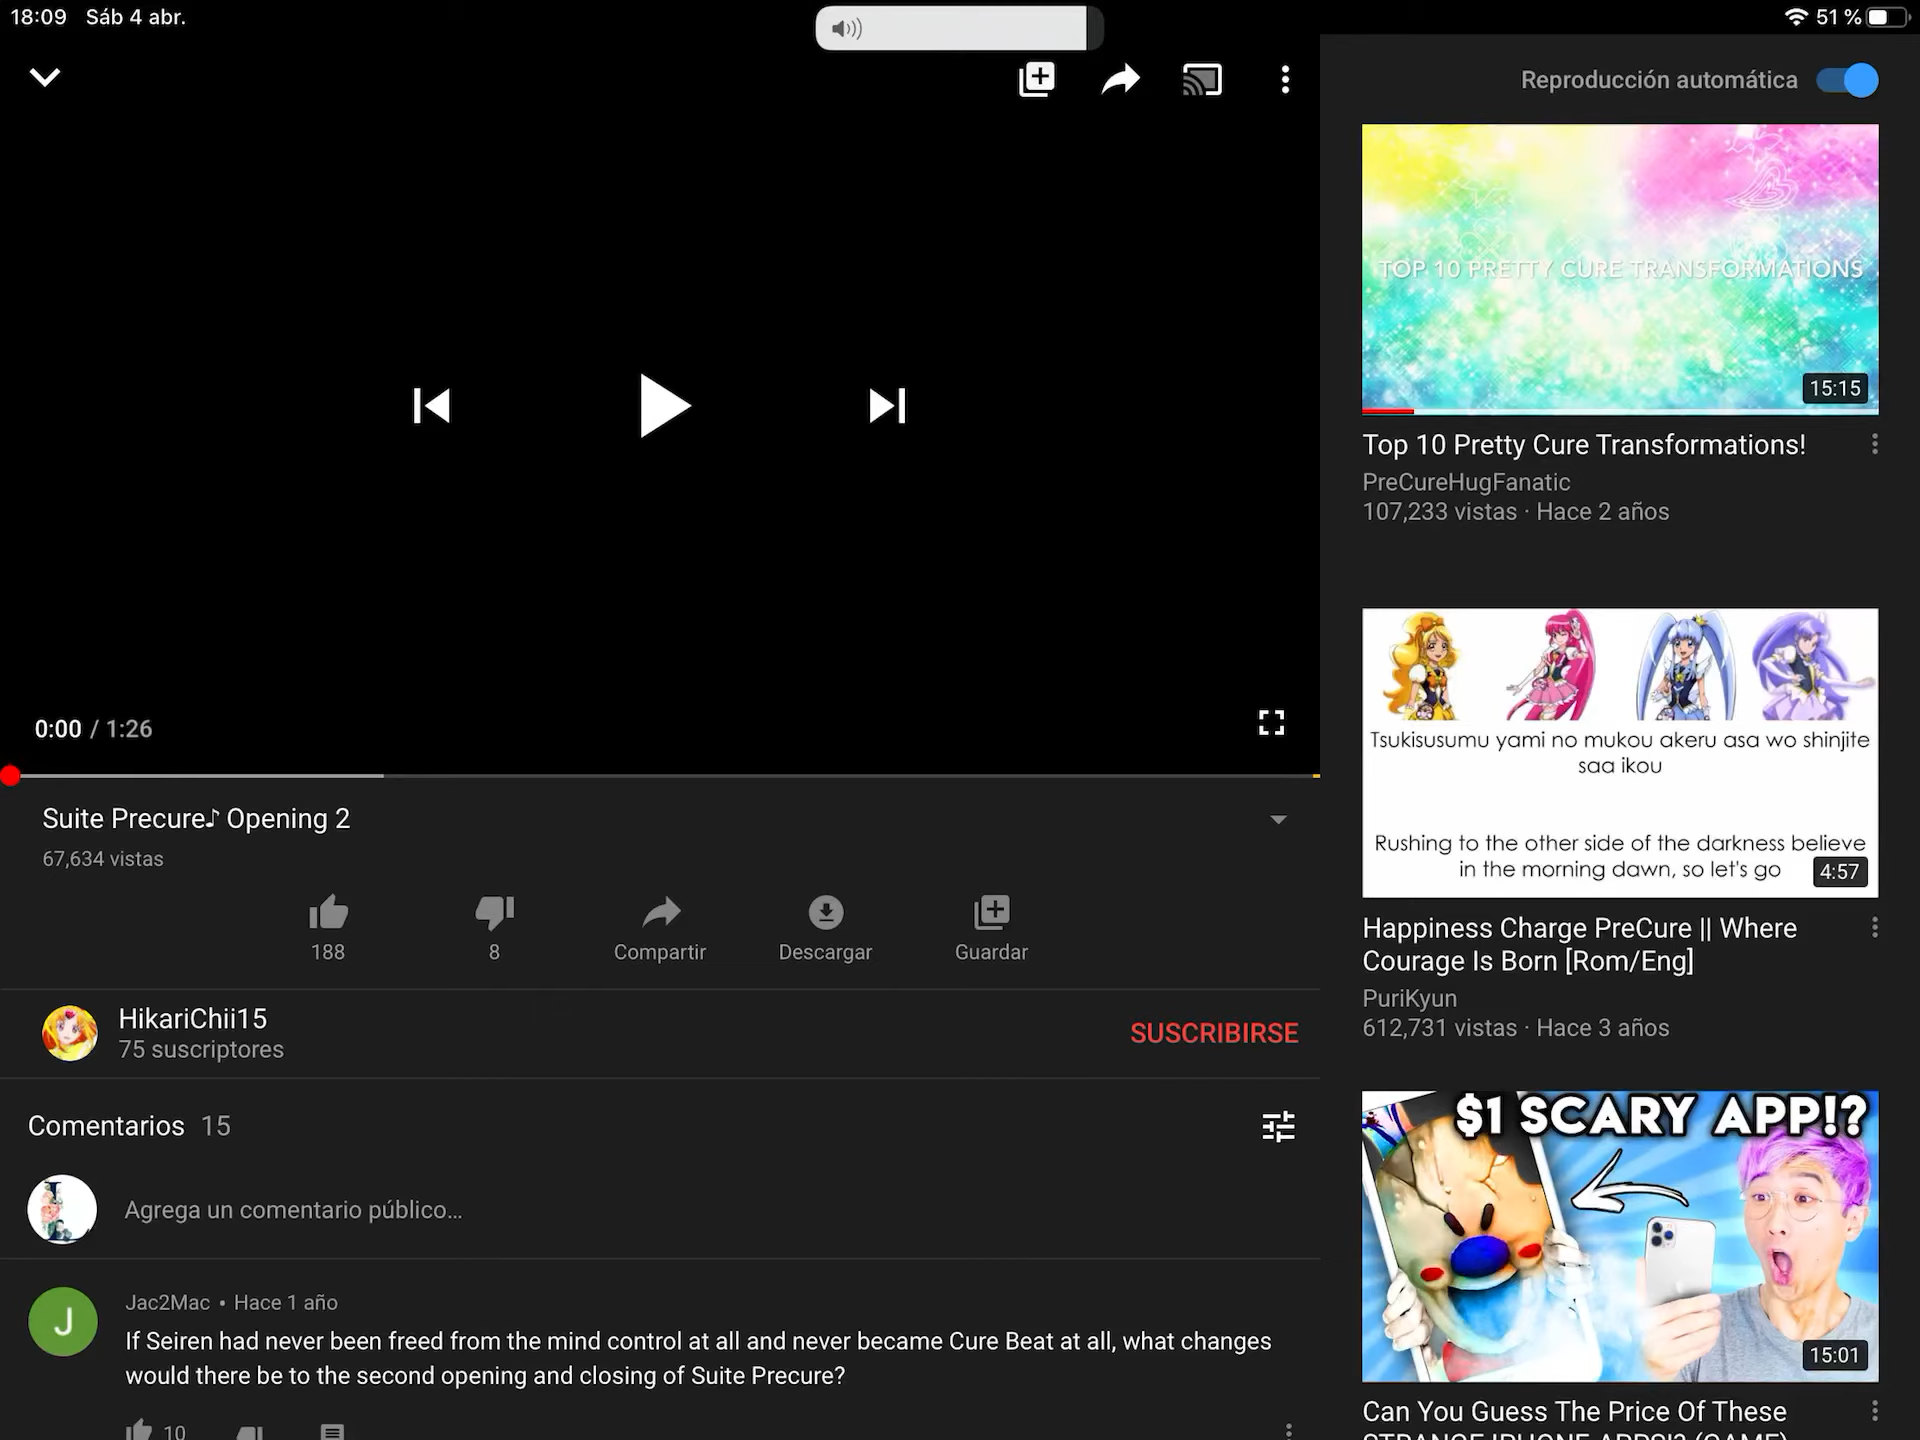 18:09 Sáb 4 abr.
51 %
0:00 / 1:26
Suite Precure♪ Opening 2
67,634 vistas
188
8
Compartir
Descargar
Guardar
HikariChii15
75 suscriptores
SUSCRIBIRSE
Comentarios 15
Agrega un comentario público...
J
Jac2Mac • Hace 1 año
If Seiren had never been freed from the mind control at all and never became Cure Beat at all, what changes
would there be to the second opening and closing of Suite Precure?
10
Reproducción automática
TOP 10 PRETTY CURE TRANSFORMATIONS
15:15
Top 10 Pretty Cure Transformations!
PreCureHugFanatic
107,233 vistas · Hace 2 años
Tsukisusumu yami no mukou akeru asa wo shinjite
saa ikou
Rushing to the other side of the darkness believe
in the morning dawn, so let's go
4:57
Happiness Charge PreCure || Where
Courage Is Born [Rom/Eng]
PuriKyun
612,731 vistas · Hace 3 años
$1 SCARY APP!?
15:01
Can You Guess The Price Of These
STRANGE IPHONE APPS!? (GAME)